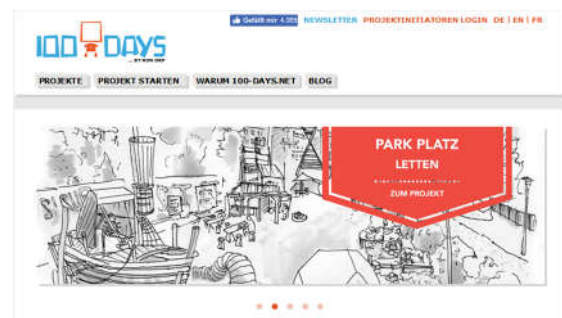 Gefällt mir 4.355 NEWSLETTER PROJEKTINITIATOREN LOGIN DE | EN | FR
100 DAYS
PROJEKTE PROJEKT STARTEN WARUM 100-DAYS.NET BLOG
PARK PLATZ
LETTEN
ZUM PROJEKT